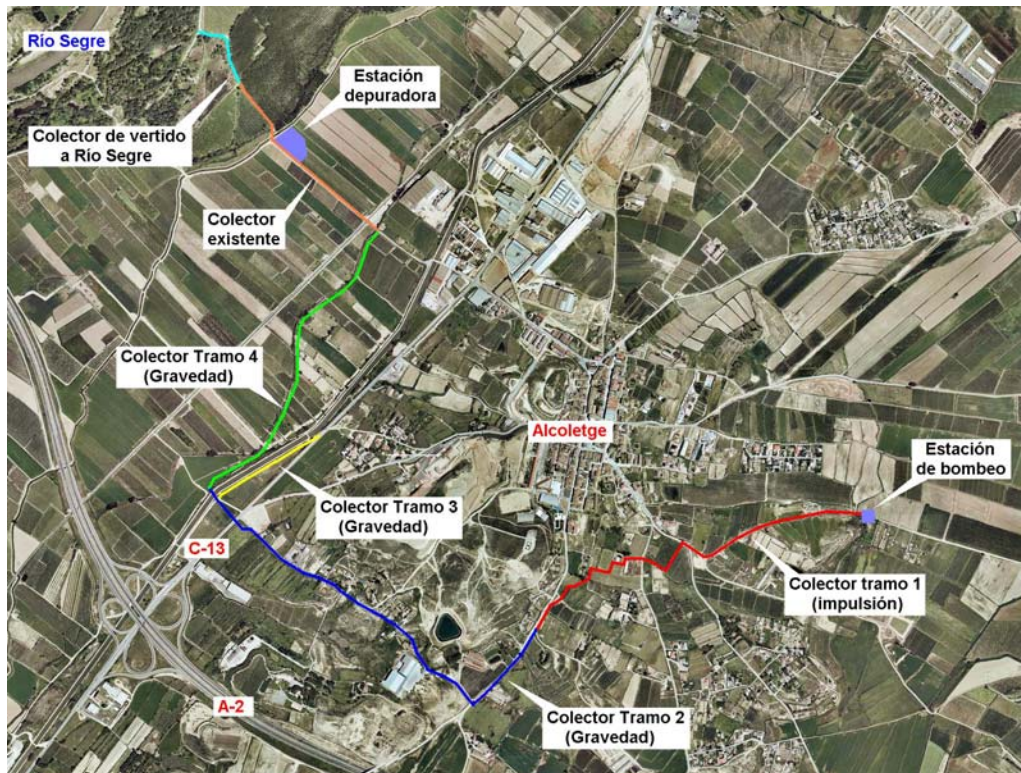 Río Segre
Estación
depuradora
Colector de vertido
a Río Segre
Colector
existente
Colector Tramo 4
(Gravedad)
Alcoletge
Estación
de bombeo
Colector Tramo 3
(Gravedad)
C-13
Colector tramo 1
(impulsión)
A-2
Colector Tramo 2
(Gravedad)